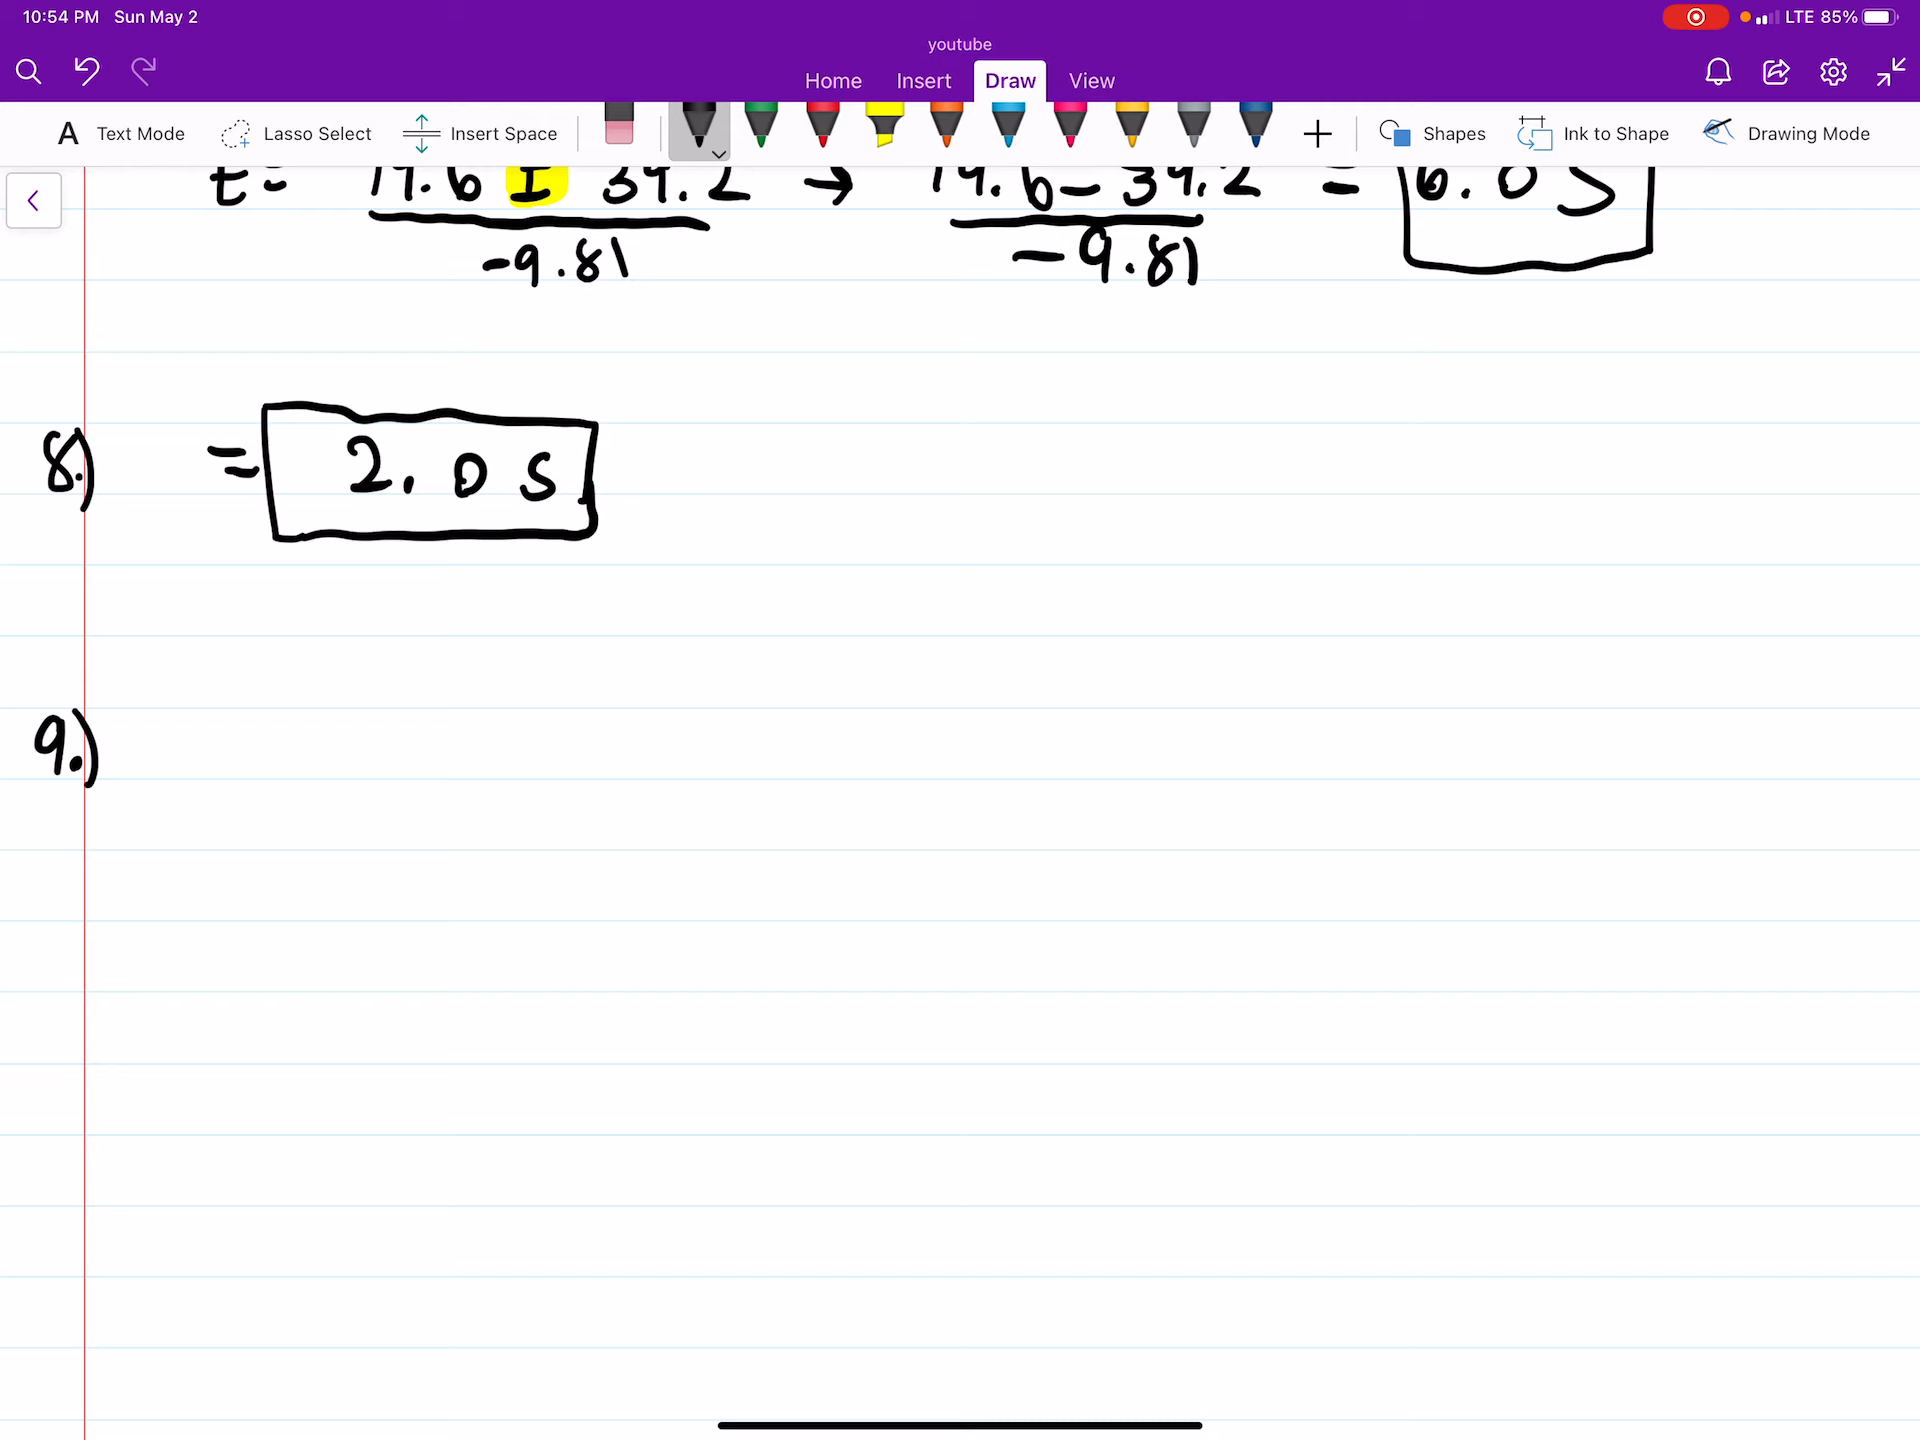 10:54 PM Sun May 2 LTE 85%
youtube
Home Insert Draw View
A Text Mode Lasso Select Insert Space Shapes Ink to Shape Drawing Mode
t = 19.6 ± 39.2 → 19.6 - 39.2 = 6.0 s
-9.81 -9.81
8.) = 2.0 s
9.)